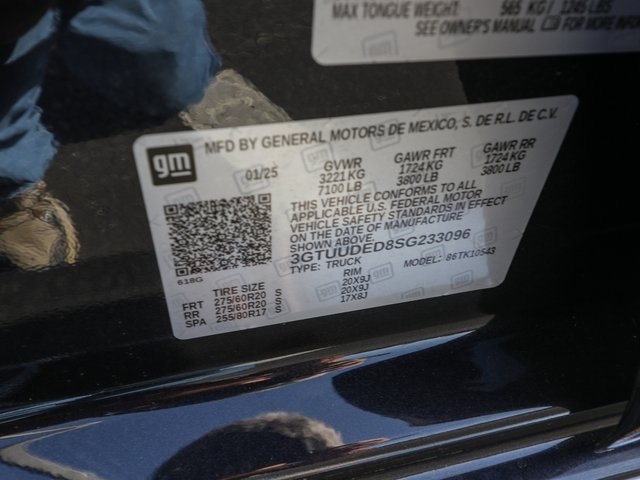 MAX TONGUE WEIGHT: 565 KG / 1245 LBS
SEE OWNER'S MANUAL FOR MORE
MFD BY GENERAL MOTORS DE MEXICO, S. DE R.L. DE C.V.
gm
01/25 GVWR GAWR FRT GAWR RR
3221 KG 1724 KG 1724 KG
7100 LB 3800 LB 3800 LB
THIS VEHICLE CONFORMS TO ALL
APPLICABLE U.S. FEDERAL MOTOR
VEHICLE SAFETY STANDARDS IN EFFECT
ON THE DATE OF MANUFACTURE
SHOWN ABOVE.
3GTUUDED8SG233096
TYPE: TRUCK MODEL: 86TK10543
618G
TIRE SIZE RIM
FRT 275/60R20 S 20X9J
RR 275/60R20 S 20X9J
SPA 255/80R17 S 17X8J